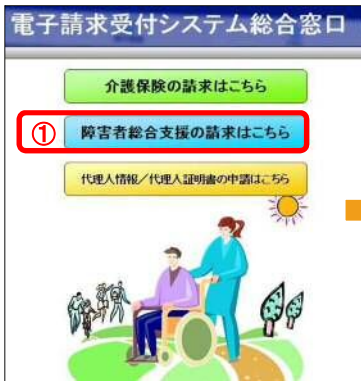 電子請求受付システム総合窓口
介護保険の請求はこちら
① 障害者総合支援の請求はこちら
代理人情報／代理人証明書の申請はこちら